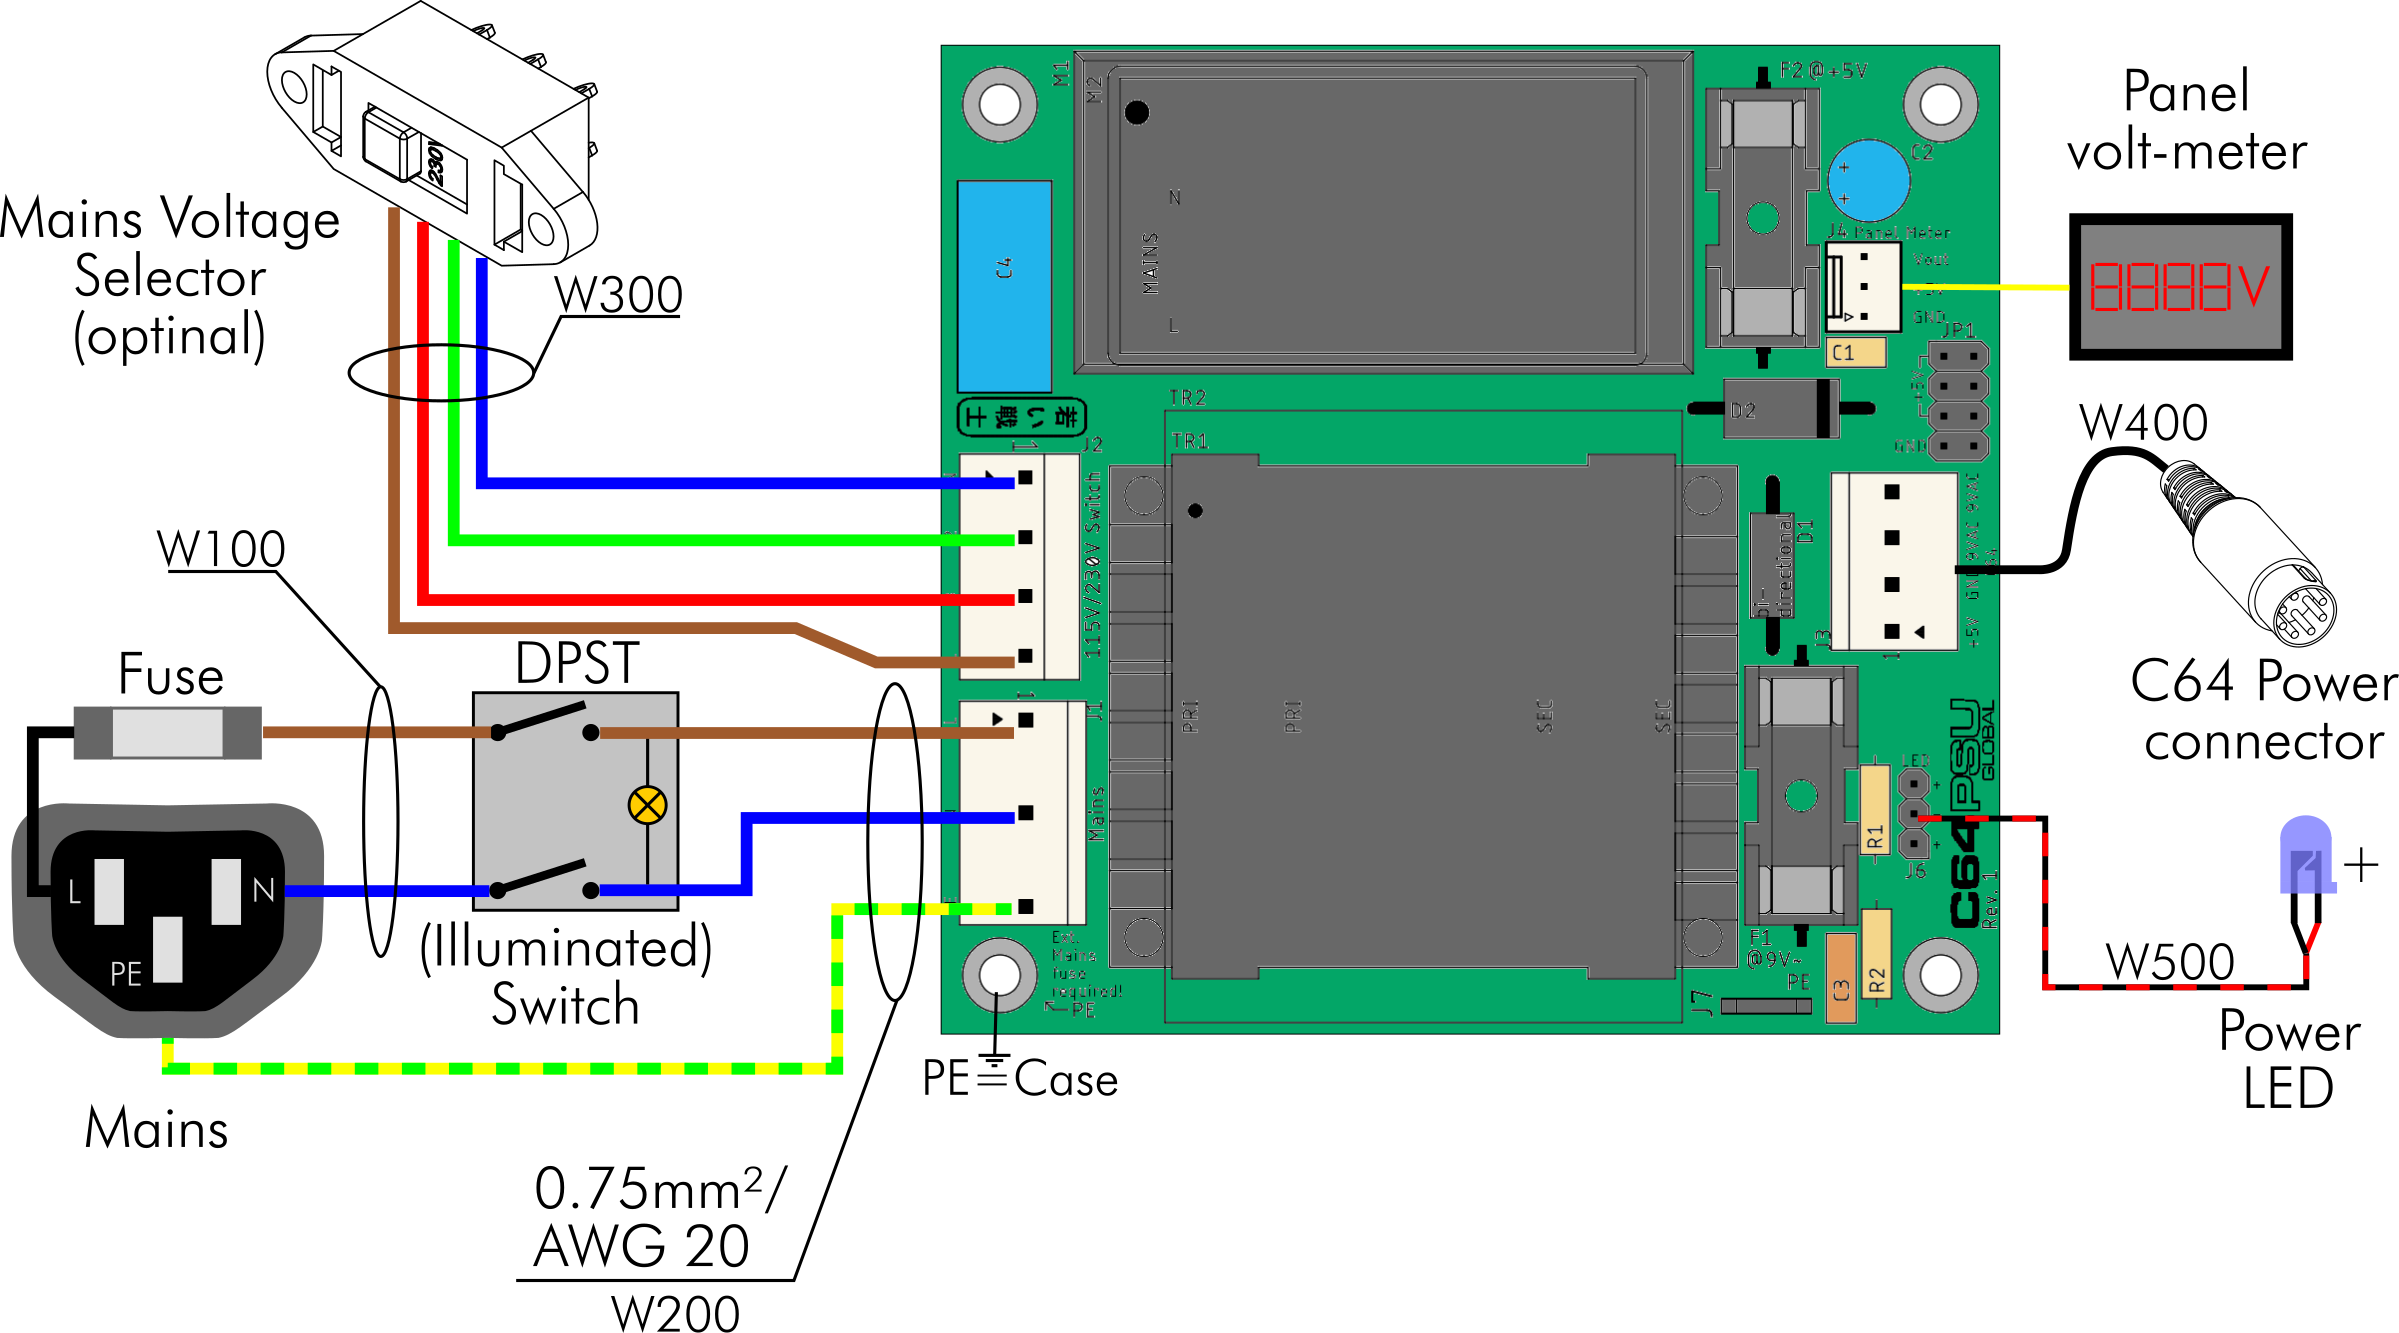 230V
Mains Voltage
Selector
(optinal)
W300
W100
Fuse
DPST
L
N
PE
(Illuminated)
Switch
Mains
0.75mm²/
AWG 20
W200
PE
Case
M1
M2
N
MAINS
L
C4
若い戦士
TR2
TR1
1
J2
115V/230V Switch
1
J1
Mains
Ext.
Mains
fuse
required!
PE
PRI
PRI
SEC
SEC
F2@+5V
C2
J4 Panel Meter
Vout
+5V
GND
C1
JP1
+5V
GND
D2
D1
bi-
directional
J3
1
+5V GND 9VAC 9VAC
LED
+
-
+
J6
R1
R2
C3
F1
@9V~
PE
J7
C64PSU
GLOBAL
Rev. 1
Panel
volt-meter
8888V
W400
C64 Power
connector
+
W500
Power
LED